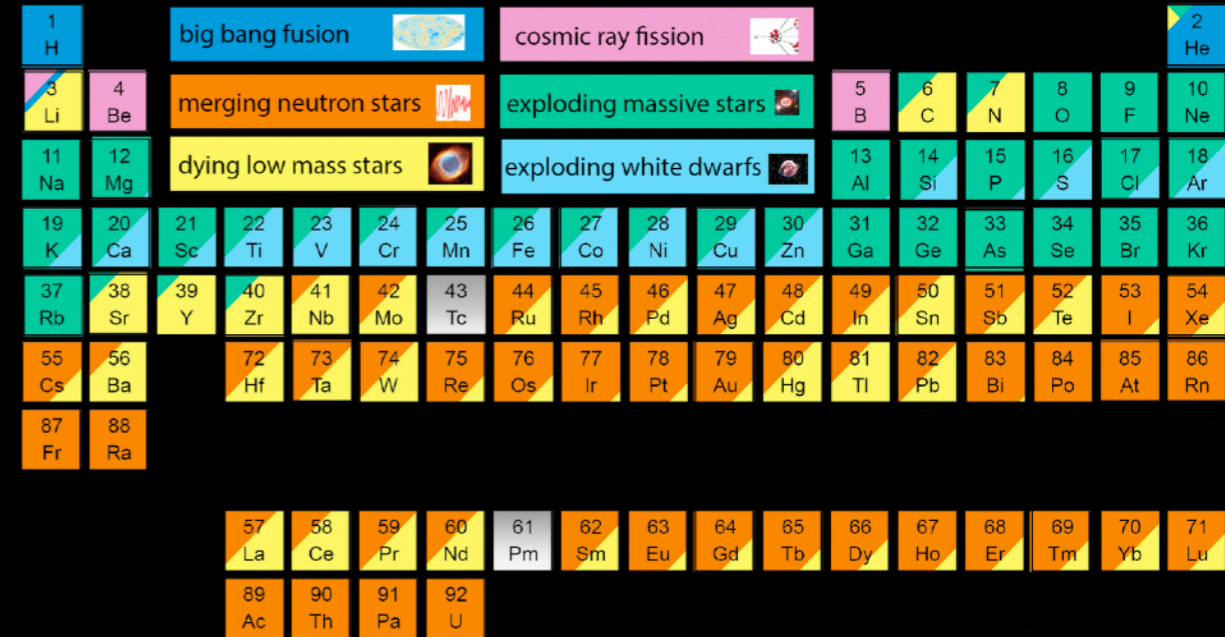 1 2
H big bang fusion cosmic ray fission He
3 4 5 6 7 8 9 10
Li Be merging neutron stars exploding massive stars B C N O F Ne
11 12 13 14 15 16 17 18
Na Mg dying low mass stars exploding white dwarfs Al Si P S Cl Ar
19 20 21 22 23 24 25 26 27 28 29 30 31 32 33 34 35 36
K Ca Sc Ti V Cr Mn Fe Co Ni Cu Zn Ga Ge As Se Br Kr
37 38 39 40 41 42 43 44 45 46 47 48 49 50 51 52 53 54
Rb Sr Y Zr Nb Mo Tc Ru Rh Pd Ag Cd In Sn Sb Te I Xe
55 56 72 73 74 75 76 77 78 79 80 81 82 83 84 85 86
Cs Ba Hf Ta W Re Os Ir Pt Au Hg Tl Pb Bi Po At Rn
87 88
Fr Ra
57 58 59 60 61 62 63 64 65 66 67 68 69 70 71
La Ce Pr Nd Pm Sm Eu Gd Tb Dy Ho Er Tm Yb Lu
89 90 91 92
Ac Th Pa U